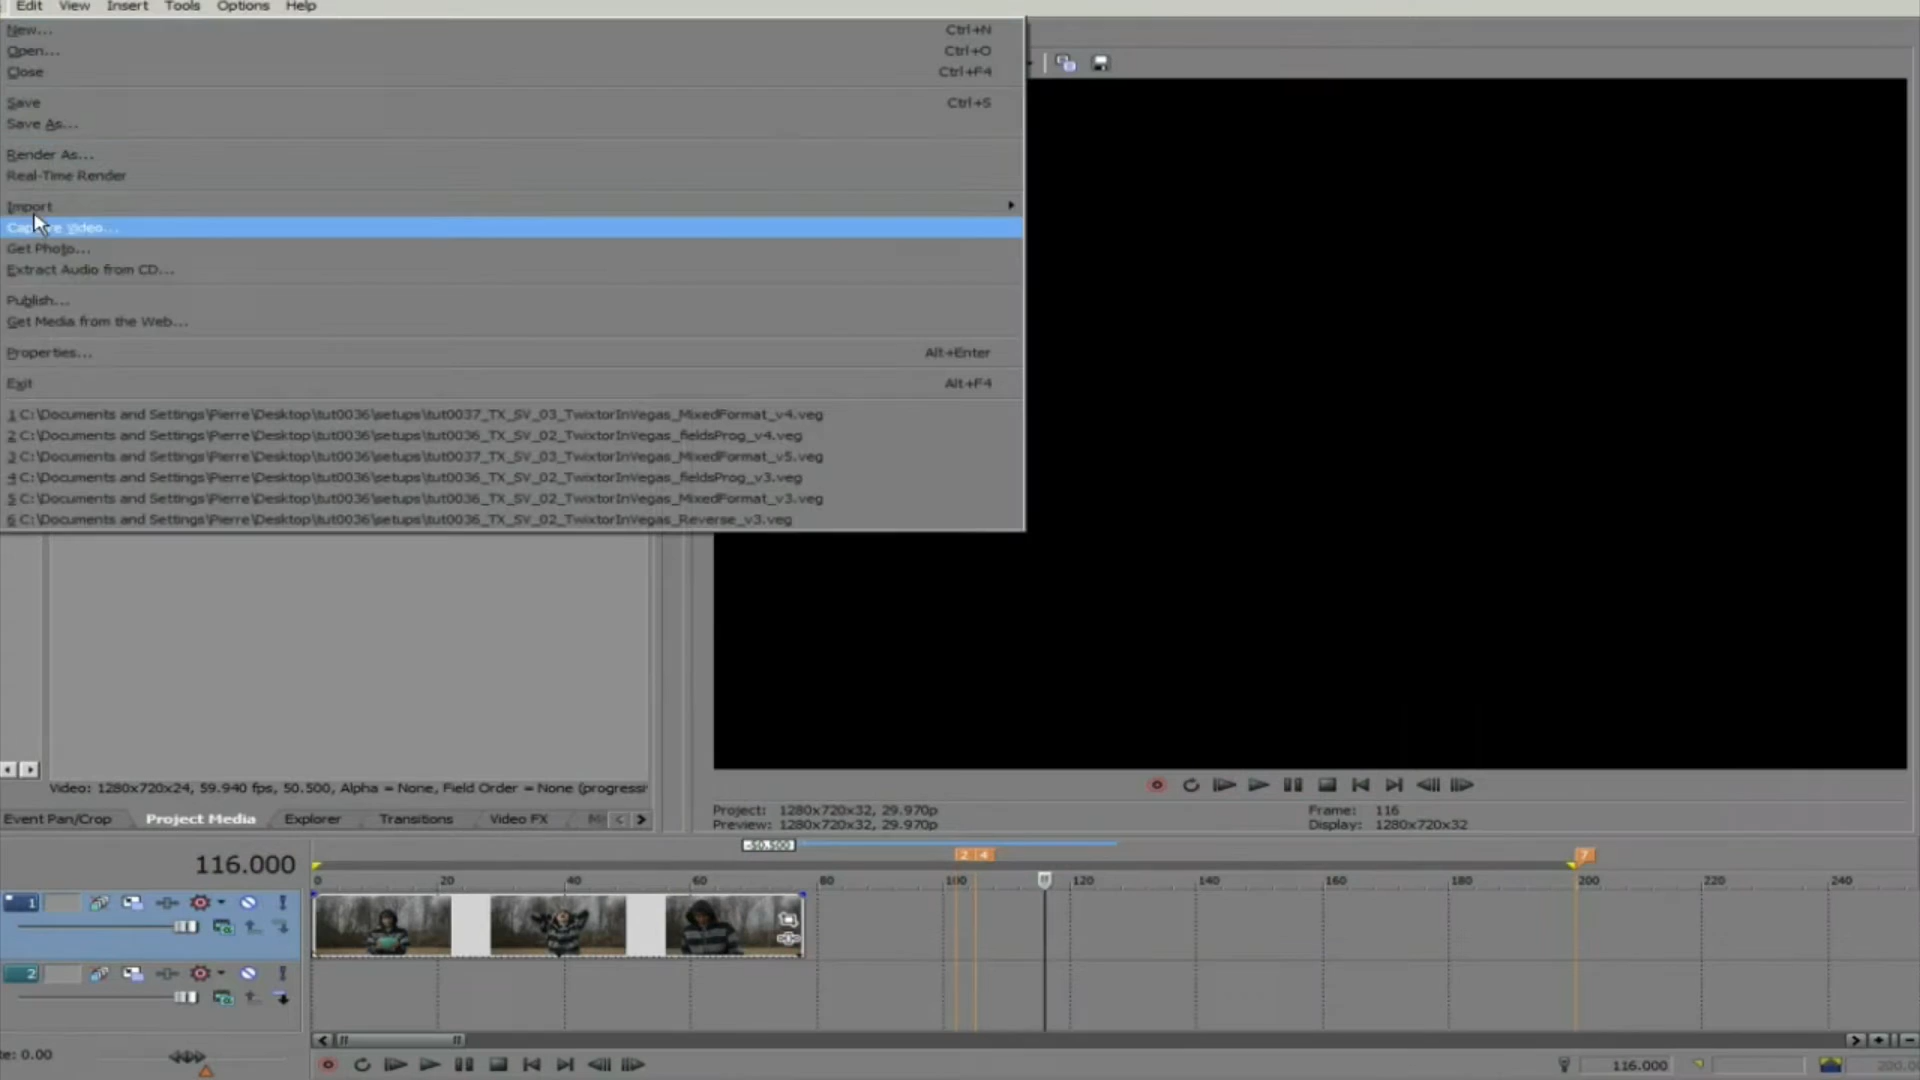 Edit View Insert Tools Options Help
New... Ctrl+N
Open... Ctrl+O
Close Ctrl+F4
Save Ctrl+S
Save As...
Render As...
Real-Time Render
Import
Capture Video...
Get Photo...
Extract Audio from CD...
Publish...
Get Media from the Web...
Properties... Alt+Enter
Exit Alt+F4
1 C:\Documents and Settings\Pierre\Desktop\tut0036\setups\tut0037_TX_SV_03_TwixtorInVegas_MixedFormat_v4.veg
2 C:\Documents and Settings\Pierre\Desktop\tut0036\setups\tut0036_TX_SV_02_TwixtorInVegas_fieldsProg_v4.veg
3 C:\Documents and Settings\Pierre\Desktop\tut0036\setups\tut0037_TX_SV_03_TwixtorInVegas_MixedFormat_v5.veg
4 C:\Documents and Settings\Pierre\Desktop\tut0036\setups\tut0036_TX_SV_02_TwixtorInVegas_fieldsProg_v3.veg
5 C:\Documents and Settings\Pierre\Desktop\tut0036\setups\tut0036_TX_SV_02_TwixtorInVegas_MixedFormat_v3.veg
6 C:\Documents and Settings\Pierre\Desktop\tut0036\setups\tut0036_TX_SV_02_TwixtorInVegas_Reverse_v3.veg
Video: 1280x720x24, 59.940 fps, 50.500, Alpha = None, Field Order = None (progressi
Event Pan/Crop Project Media Explorer Transitions Video FX
Project: 1280x720x32, 29.970p Frame: 116
Preview: 1280x720x32, 29.970p Display: 1280x720x32
-50.500
2 4 7
116.000
0 20 40 60 80 100 120 140 160 180 200 220 240
1
2
te: 0.00
116.000